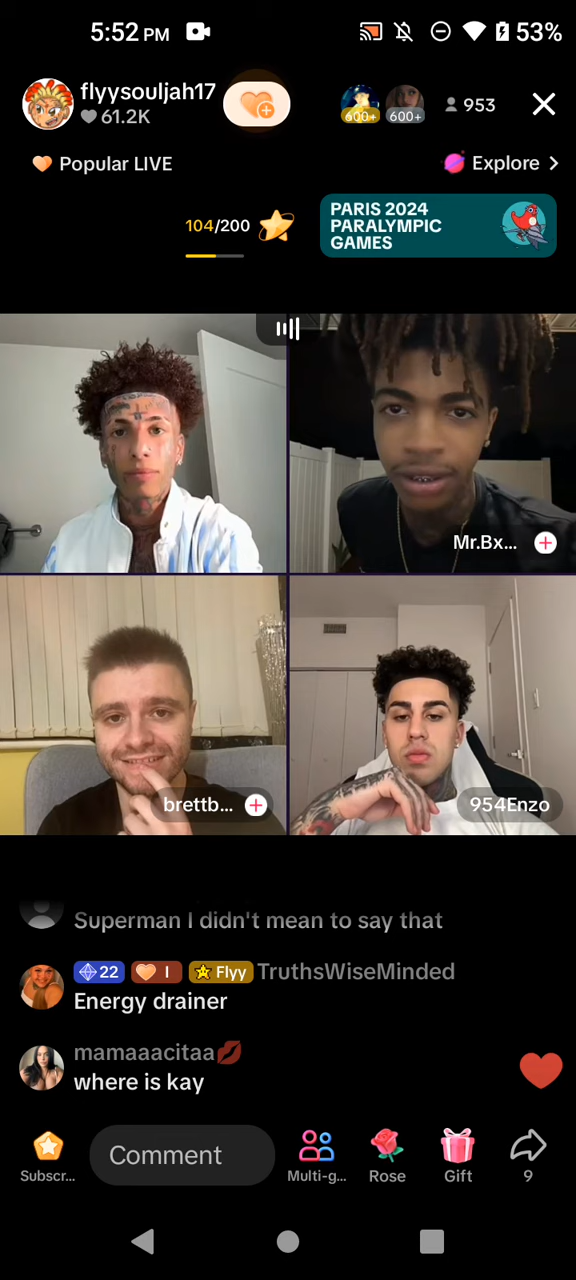 5:52 PM
53%
flyysouljah17
61.2K
600+
600+
953
Popular LIVE
Explore >
104/200
PARIS 2024
PARALYMPIC
GAMES
Mr.Bx...
brettb...
954Enzo
Superman I didn't mean to say that
22 I Flyy TruthsWiseMinded
Energy drainer
mamaaacitaa💋
where is kay
Subscr...
Comment
Multi-g...
Rose
Gift
9